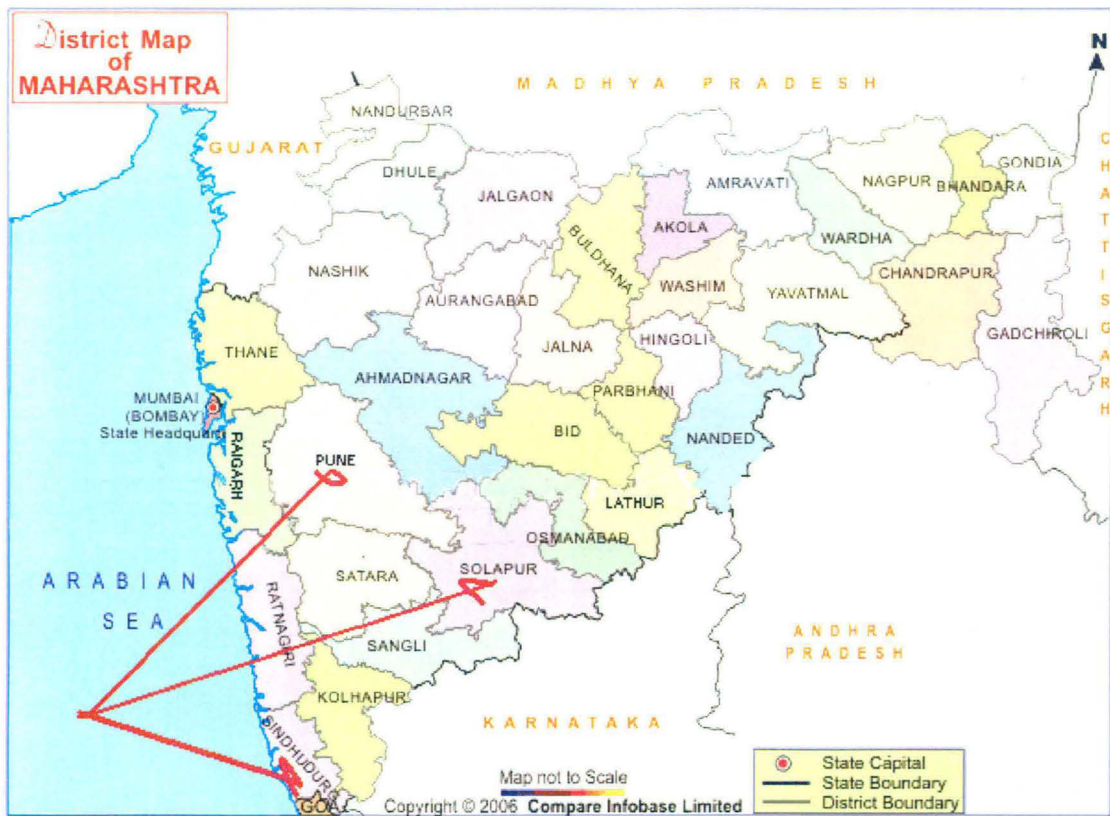 District Map
of
MAHARASHTRA
N
MADHYA PRADESH
GUJARAT
CHATTISGARH
NANDURBAR
DHULE
JALGAON
BULDHANA
AKOLA
AMRAVATI
WARDHA
NAGPUR
BHANDARA
GONDIA
NASHIK
AURANGABAD
JALNA
WASHIM
HINGOLI
YAVATMAL
CHANDRAPUR
GADCHIROLI
THANE
AHMADNAGAR
PARBHANI
MUMBAI
(BOMBAY)
State Headquart
RAIGARH
PUNE
BID
NANDED
LATHUR
OSMANABAD
SOLAPUR
SATARA
ARABIAN
SEA
RATNAGIRI
SANGLI
KOLHAPUR
SINDHUDURG
GOA
ANDHRA
PRADESH
KARNATAKA
Map not to Scale
Copyright © 2006 Compare Infobase Limited
State Capital
State Boundary
District Boundary